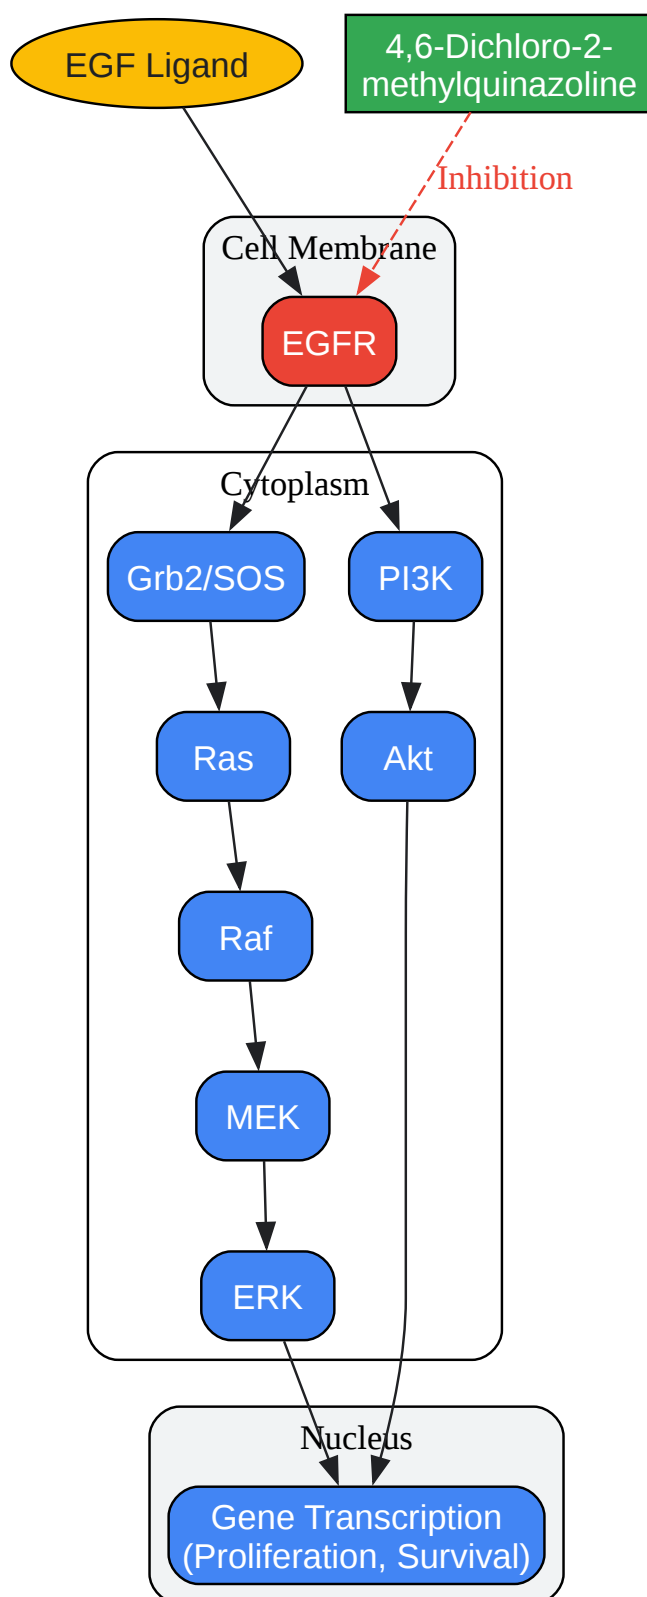 EGF Ligand
4,6-Dichloro-2-
methylquinazoline
Inhibition
Cell Membrane
EGFR
Cytoplasm
Grb2/SOS
PI3K
Ras
Akt
Raf
MEK
ERK
Nucleus
Gene Transcription
(Proliferation, Survival)